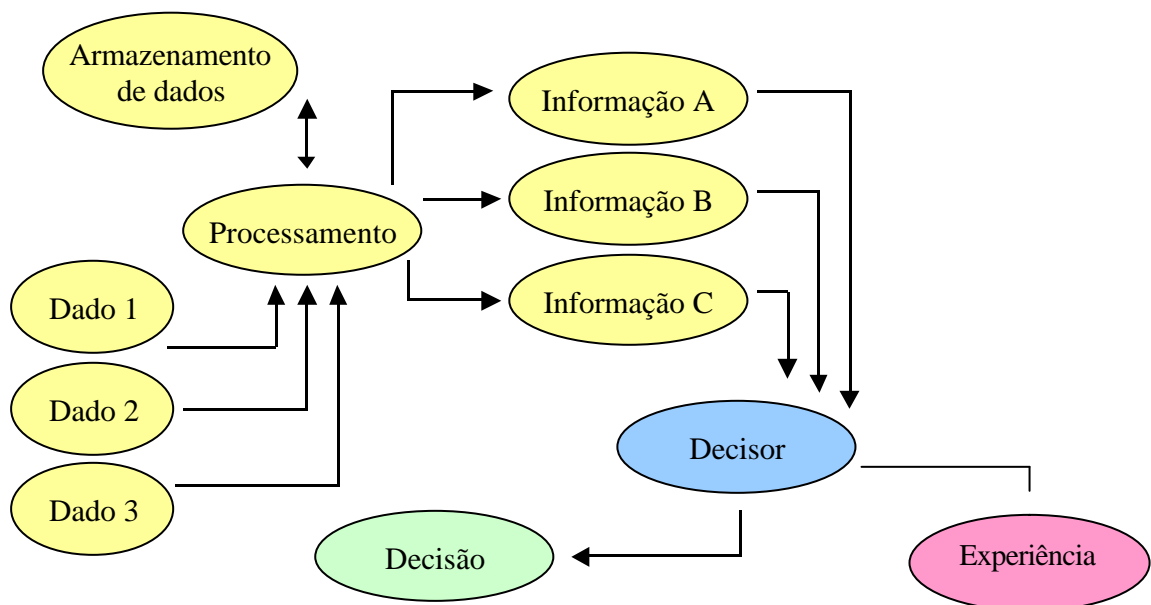 Armazenamento
de dados
Informação A
Informação B
Processamento
Informação C
Dado 1
Dado 2
Dado 3
Decisor
Decisão
Experiência